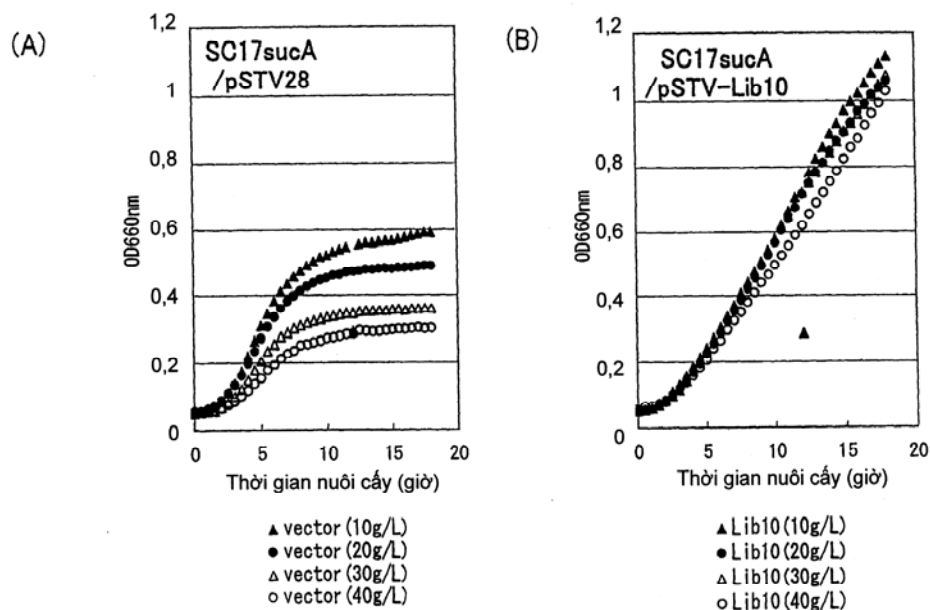 (A)
SC17sucA
/pSTV28
1,2
1
0,8
0,6
0,4
0,2
0
OD660nm
0 5 10 15 20
Thời gian nuôi cấy (giờ)
▲ vector(10g/L)
● vector(20g/L)
△ vector(30g/L)
○ vector(40g/L)
(B)
SC17sucA
/pSTV-Lib10
1,2
1
0,8
0,6
0,4
0,2
0
OD660nm
0 5 10 15 20
Thời gian nuôi cấy (giờ)
▲ Lib10(10g/L)
● Lib10(20g/L)
△ Lib10(30g/L)
○ Lib10(40g/L)